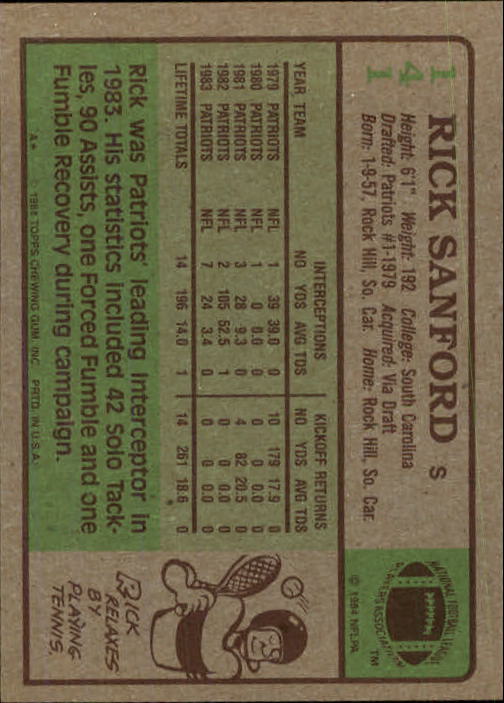 141
RICK SANFORD S
Height: 6'1" Weight: 192 College: South Carolina
Drafted: Patriots #1-1979 Acquired: Via Draft
Born: 1-9-57, Rock Hill, So. Car. Home: Rock Hill, So. Car.
NATIONAL FOOTBALL LEAGUE
PLAYERS ASSOCIATION
TM
© 1984 NFLPA
INTERCEPTIONS KICKOFF RETURNS
YEAR TEAM NO YDS AVG TDS NO YDS AVG TDS
1979 PATRIOTS NFL 1 39 39.0 0 10 179 17.9 0
1980 PATRIOTS NFL 1 0 0.0 0 0 0 0.0 0
1981 PATRIOTS NFL 3 28 9.3 0 4 82 20.5 0
1982 PATRIOTS NFL 2 105 52.5 1 0 0 0.0 0
1983 PATRIOTS NFL 7 24 3.4 0 0 0 0.0 0
LIFETIME TOTALS 14 196 14.0 1 14 261 18.6 0
Rick was Patriots' leading Interceptor in
1983. His statistics included 42 Solo Tack-
les, 90 Assists, one Forced Fumble and one
Fumble Recovery during campaign.
A* © 1984 TOPPS CHEWING GUM, INC. PRTD. IN U.S.A.
RICK
RELAXES
BY
PLAYING
TENNIS.